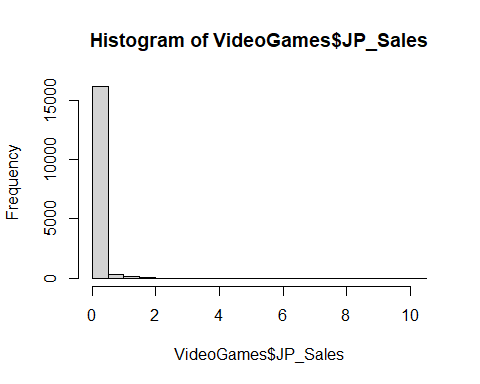 Histogram of VideoGames$JP_Sales
Frequency
15000
10000
5000
0
0 2 4 6 8 10
VideoGames$JP_Sales